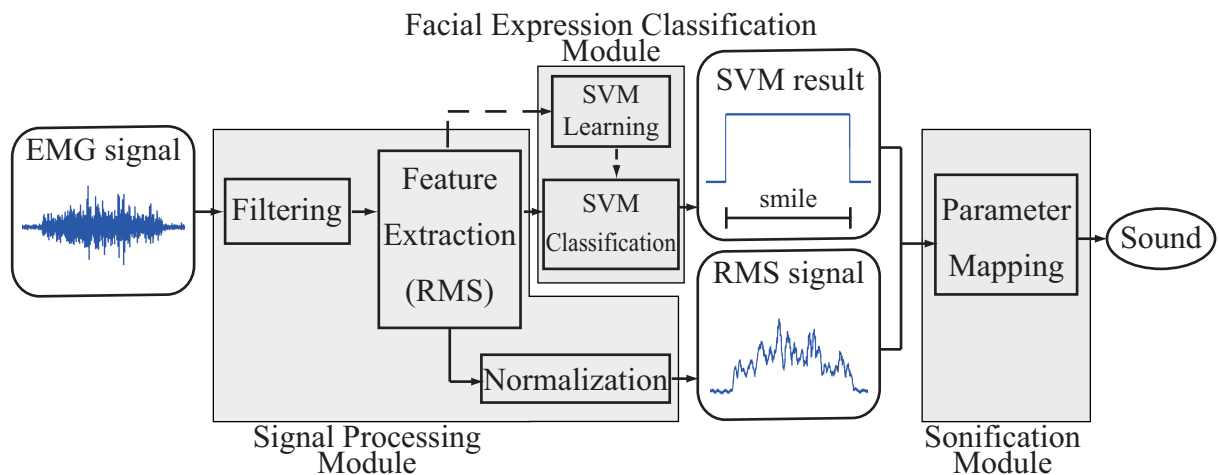 Facial Expression Classification
Module
EMG signal
Filtering
Feature
Extraction
(RMS)
SVM
Learning
SVM
Classification
Normalization
SVM result
smile
RMS signal
Parameter
Mapping
Sound
Signal Processing
Module
Sonification
Module